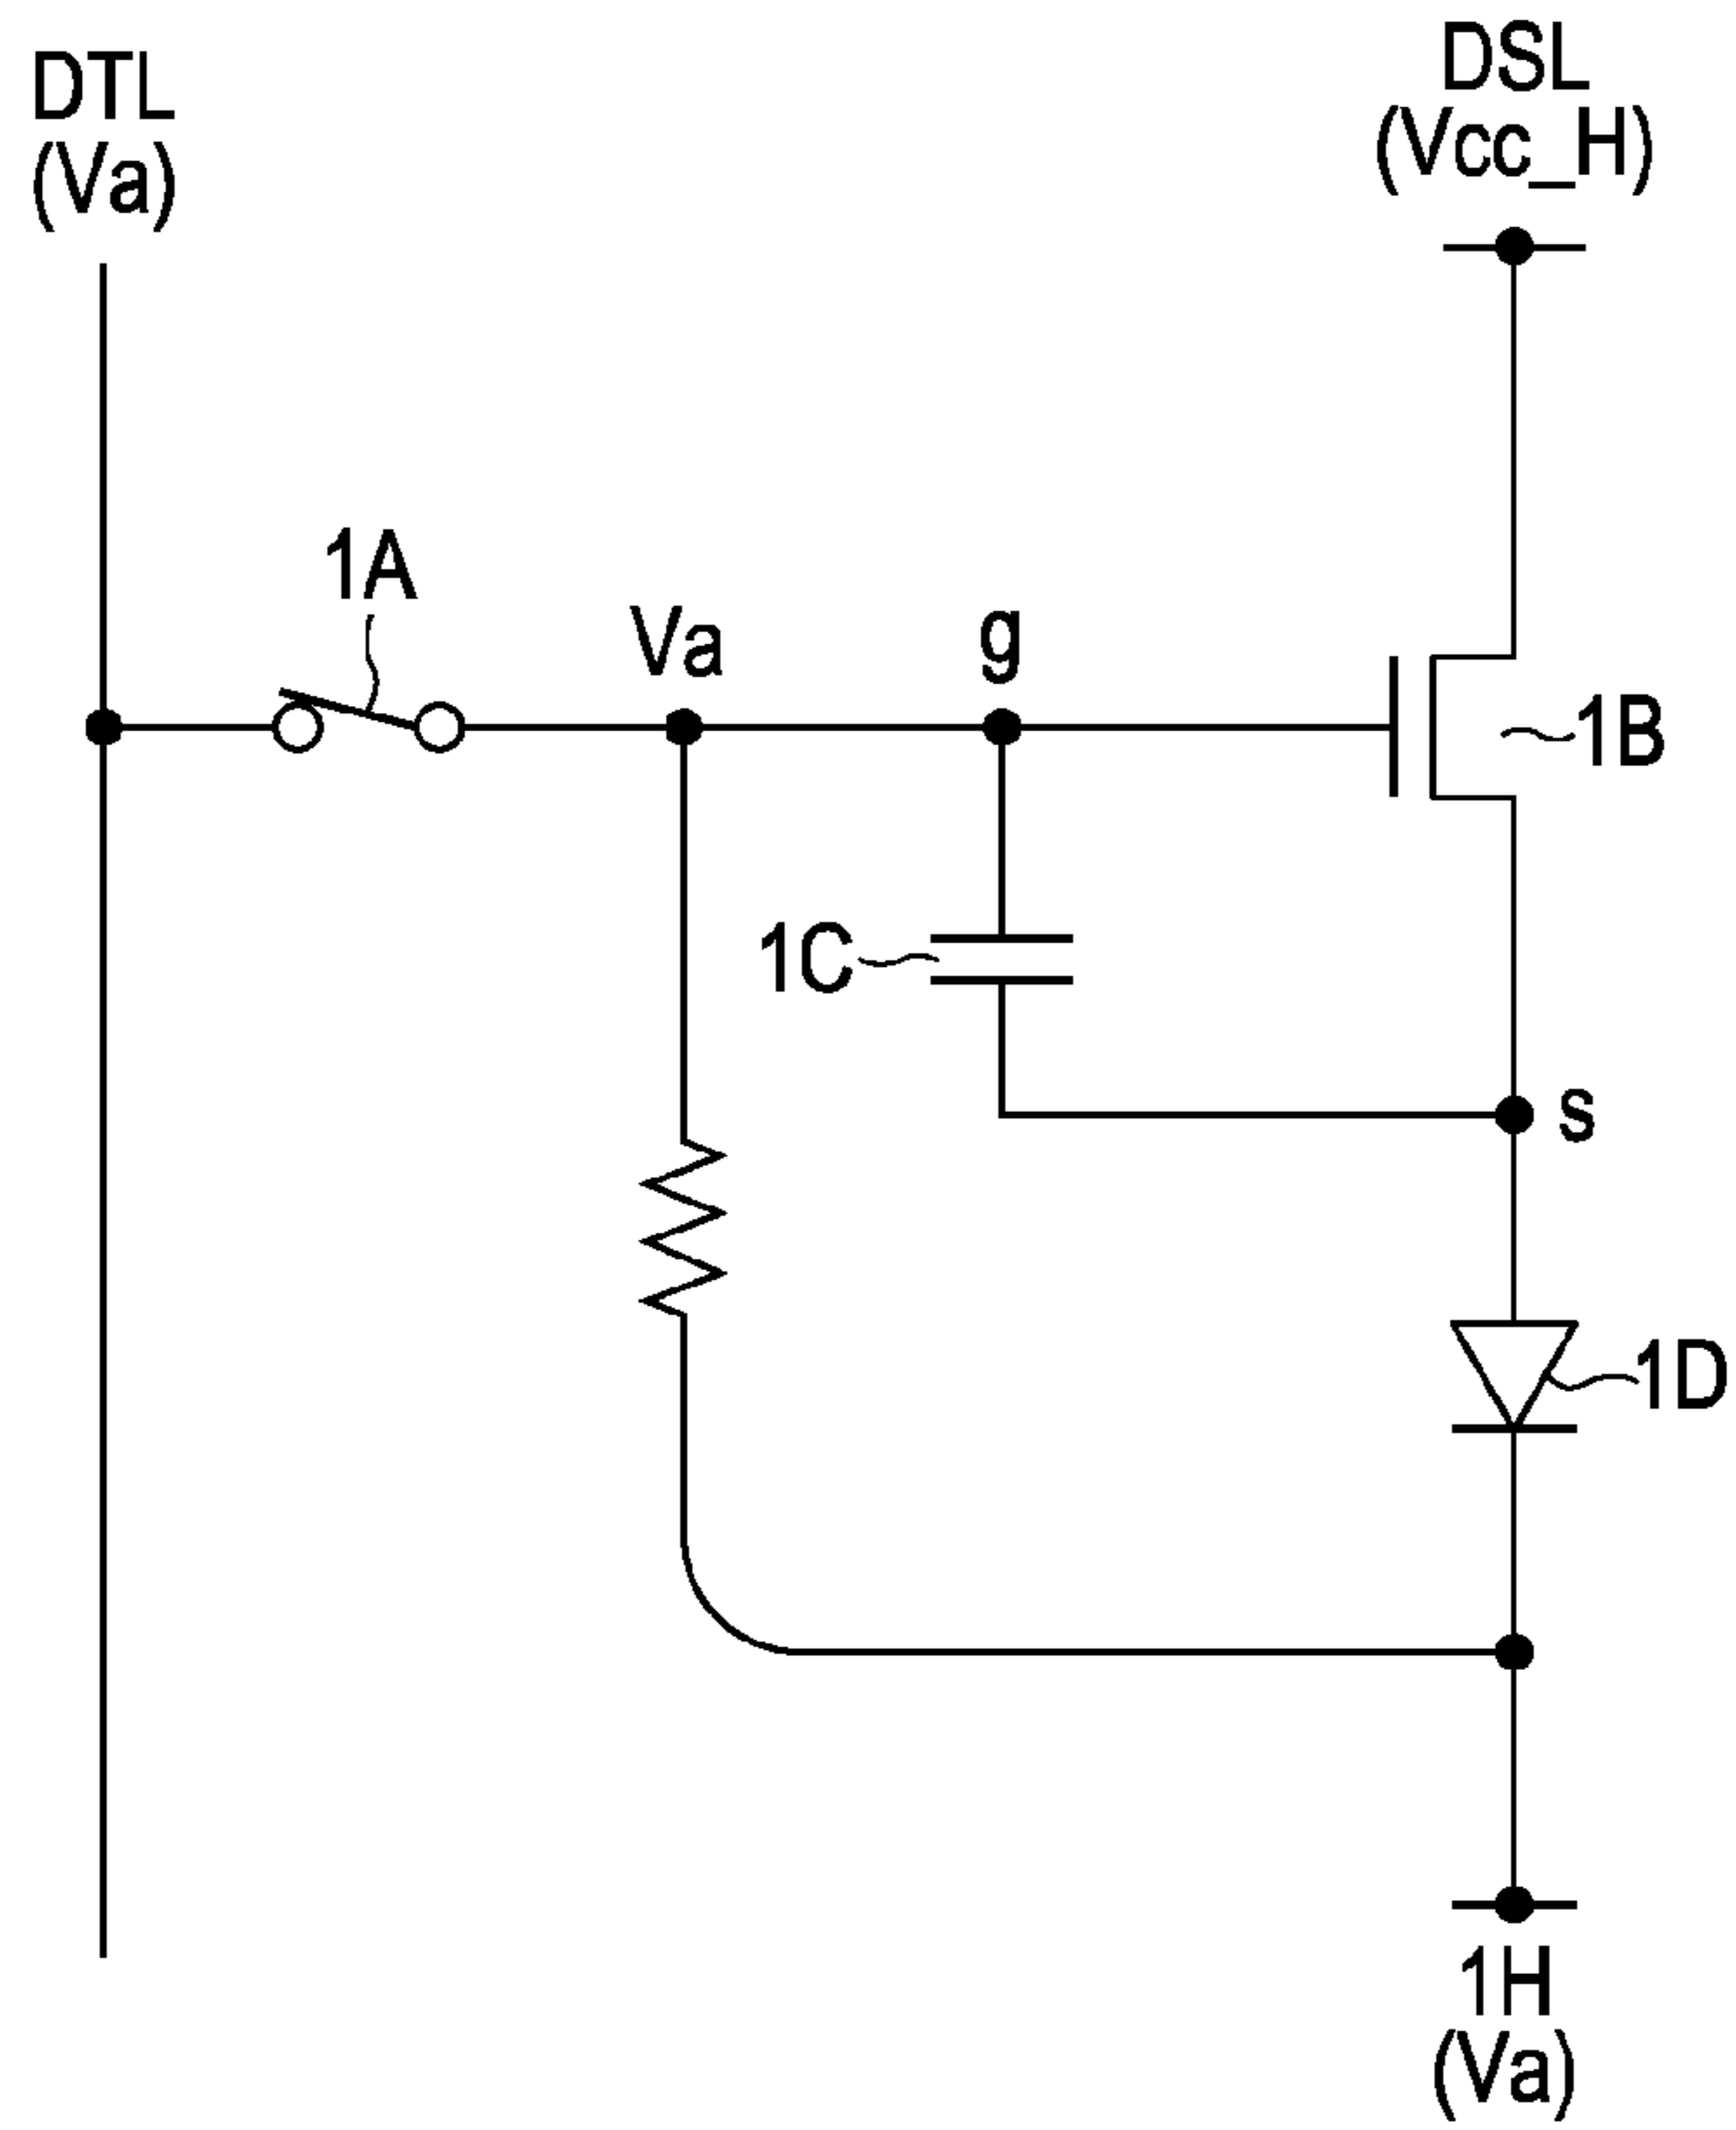 DTL
(Va)
DSL
(Vcc_H)
1A
Va
g
1B
1C
s
1D
1H
(Va)